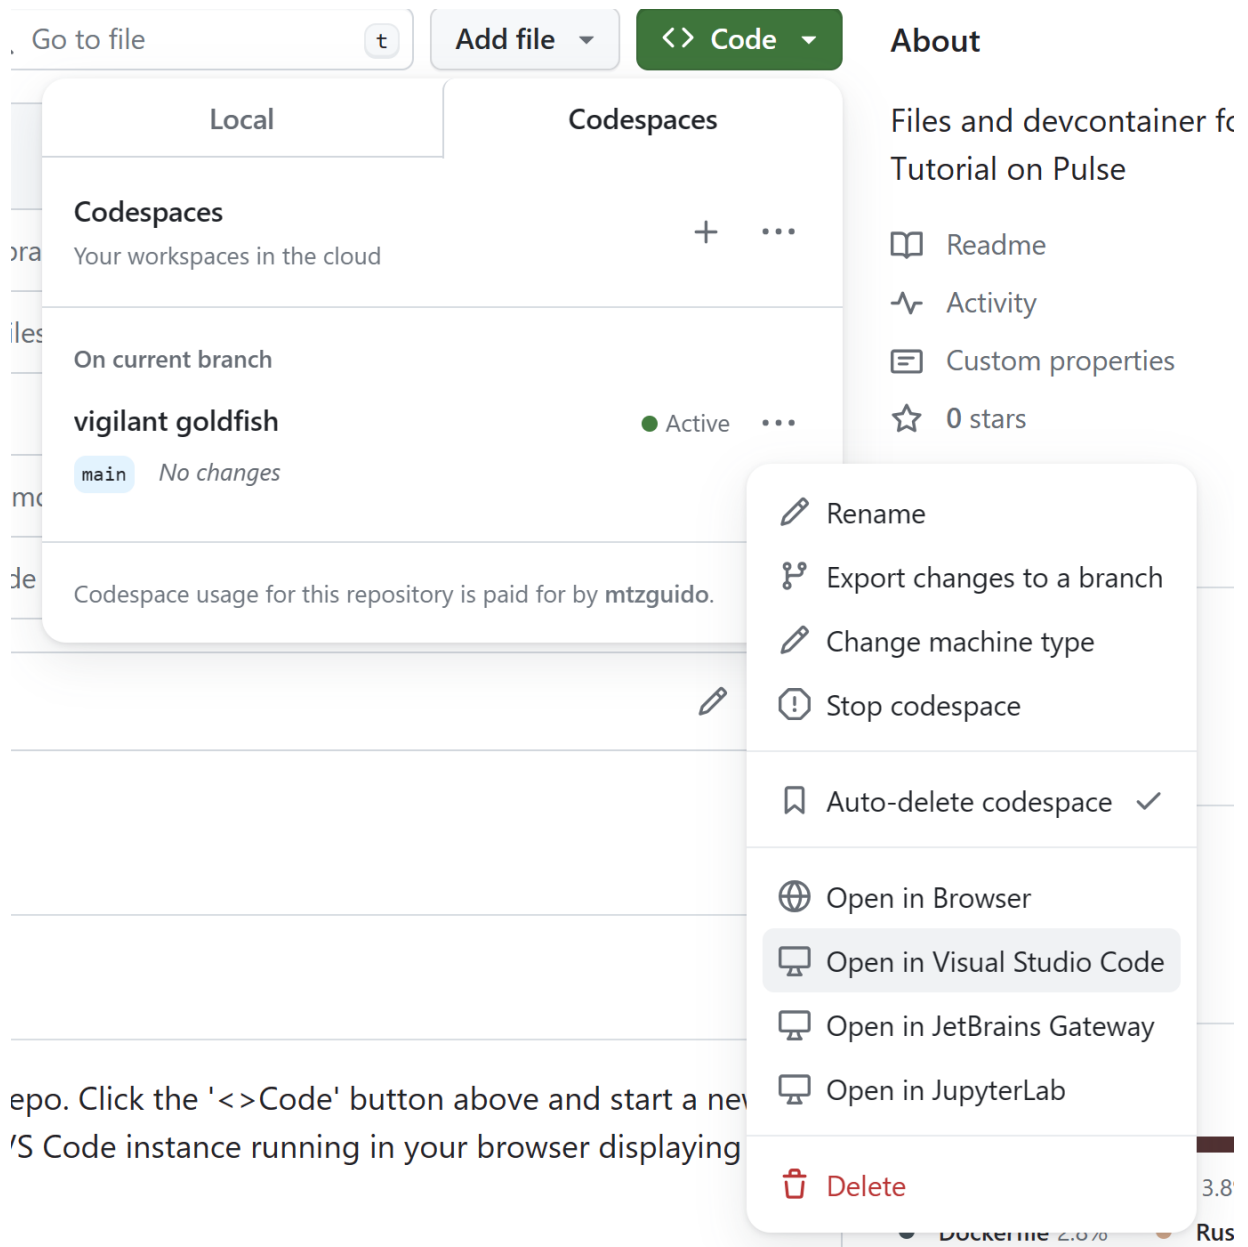 Go to file
t
Add file
<> Code
About
Local
Codespaces
Files and devcontainer fo
Tutorial on Pulse
Codespaces
Your workspaces in the cloud
Readme
Activity
Custom properties
0 stars
On current branch
vigilant goldfish
Active
main
No changes
Codespace usage for this repository is paid for by mtzguido.
Rename
Export changes to a branch
Change machine type
Stop codespace
Auto-delete codespace
Open in Browser
Open in Visual Studio Code
Open in JetBrains Gateway
Open in JupyterLab
Delete
epo. Click the '<>Code' button above and start a new
'S Code instance running in your browser displaying
3.8%
Dockerfile 2.8%
Rus